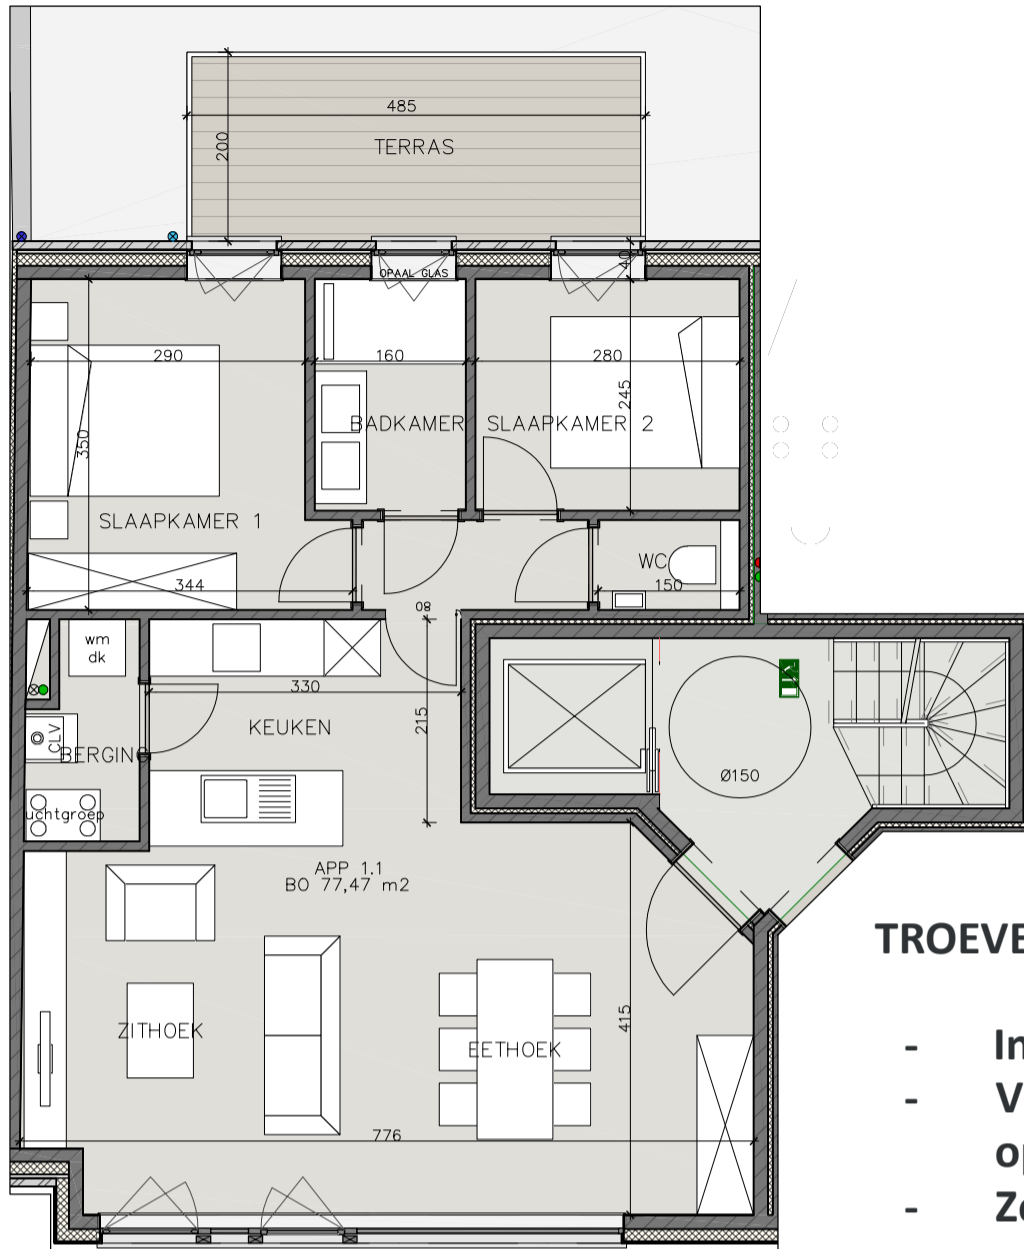 485
200
TERRAS
40
OPAAL GLAS
290
160
280
245
350
BADKAMER
SLAAPKAMER 2
SLAAPKAMER 1
WC
344
150
80
wm
dk
330
215
KEUKEN
CLV
BERGING
Ø150
uchtgroep
APP 1.1
BO 77,47 m2
TROEVE
415
ZITHOEK
EETHOEK
- In
- V
op
- Ze
776